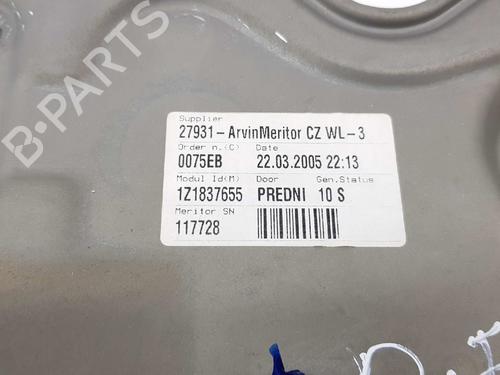 B-PARTS
Supplier
27931-ArvinMeritor CZ WL-3
Order n.(C) Date
0075EB 22.03.2005 22:13
Modul Id(M) Door Gen.Status
1Z1837655 PREDNI 10 S
Meritor SN
117728